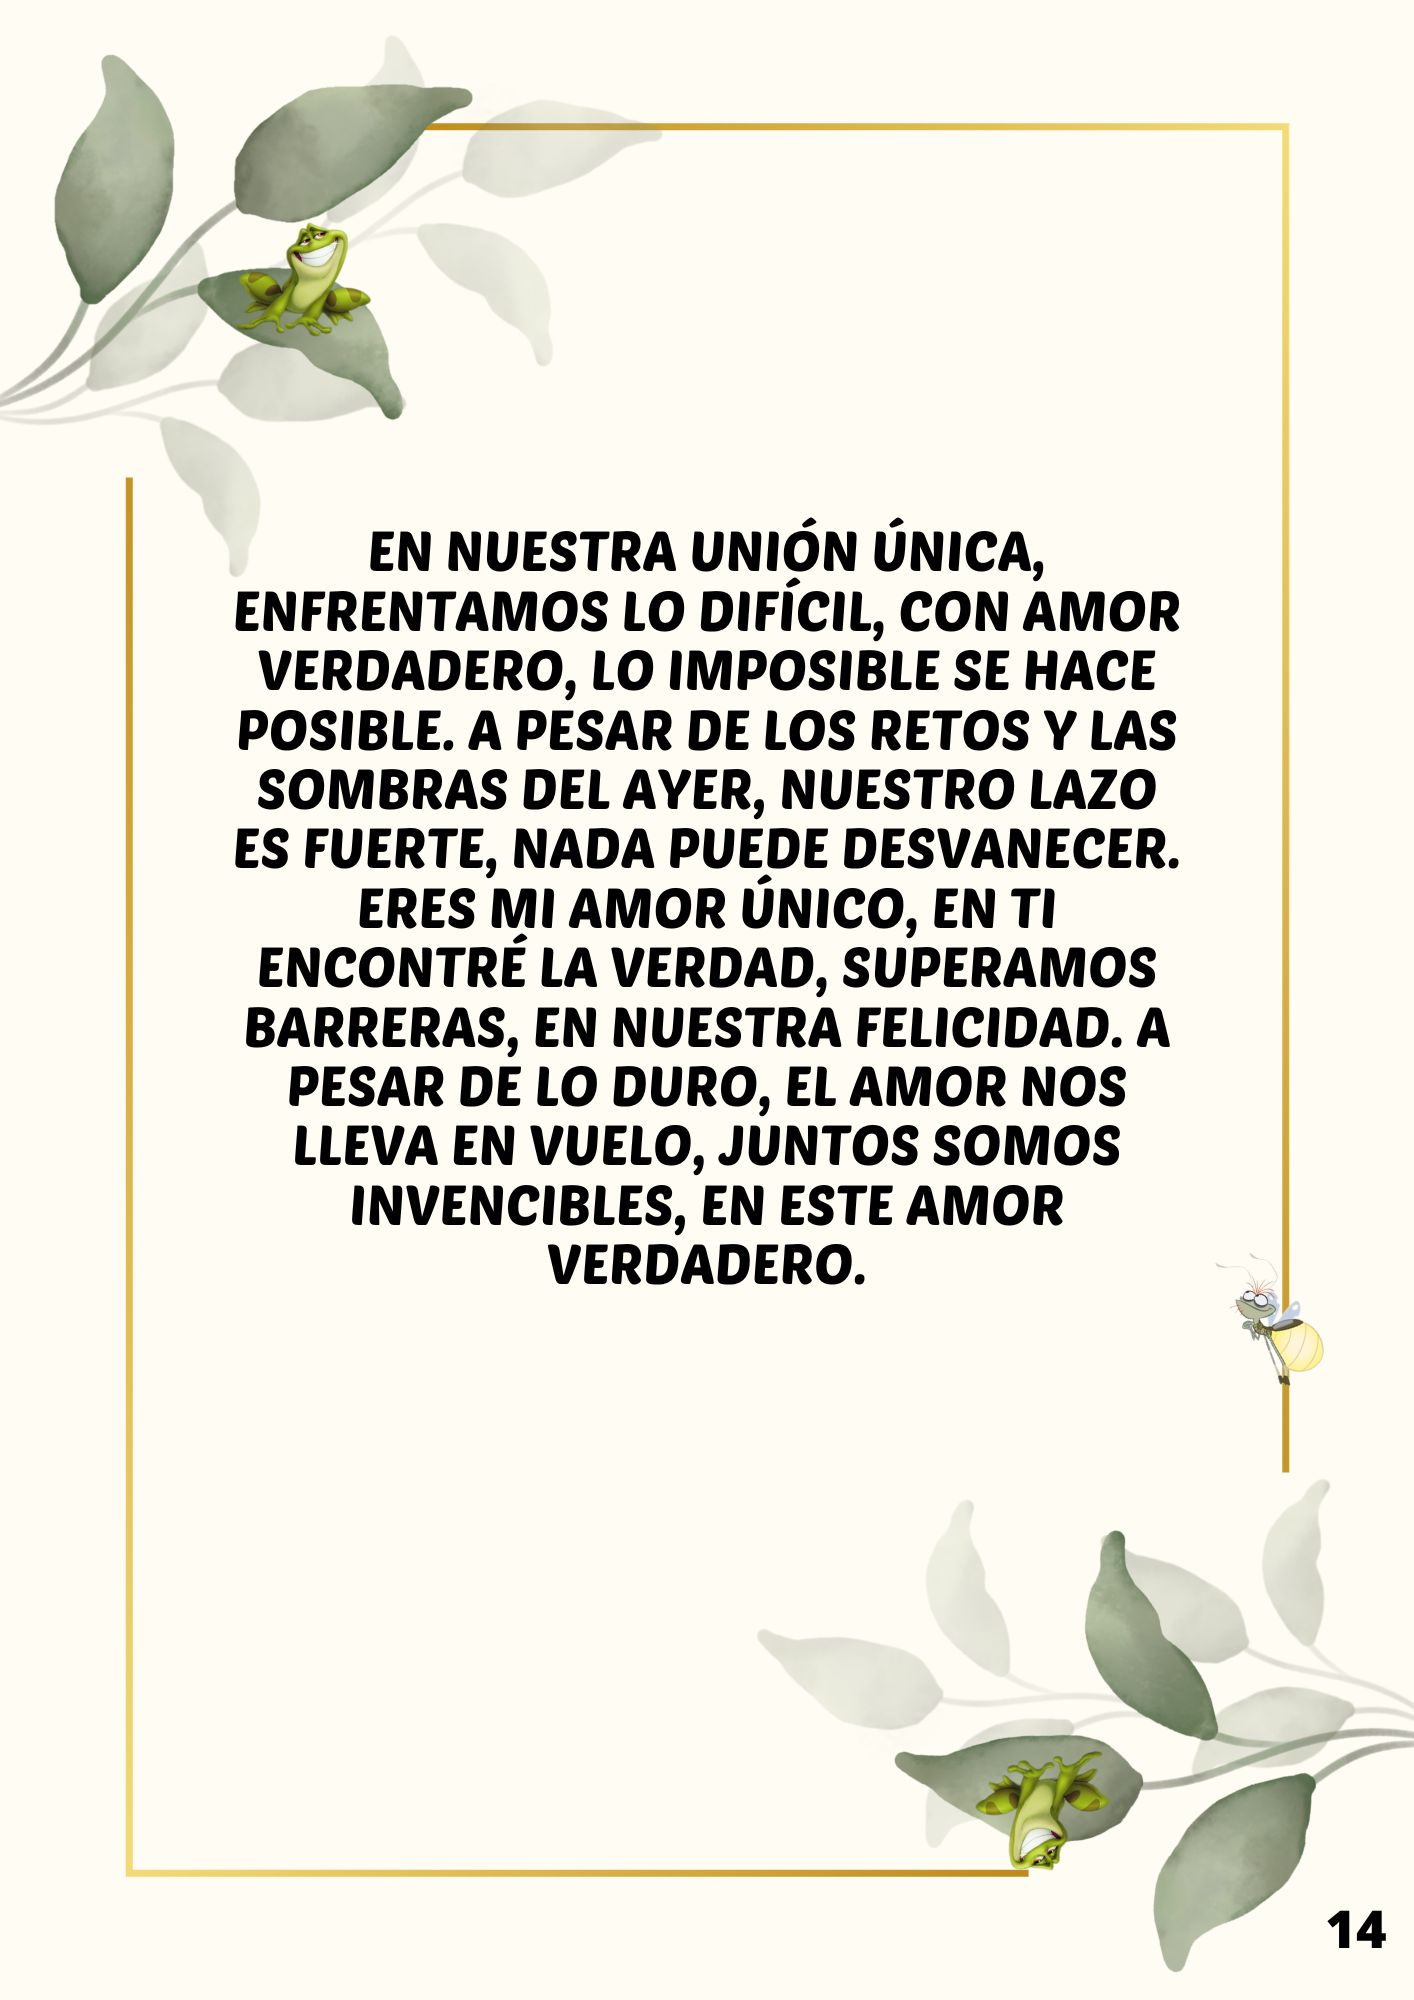 EN NUESTRA UNIÓN ÚNICA,
ENFRENTAMOS LO DIFÍCIL, CON AMOR
VERDADERO, LO IMPOSIBLE SE HACE
POSIBLE. A PESAR DE LOS RETOS Y LAS
SOMBRAS DEL AYER, NUESTRO LAZO
ES FUERTE, NADA PUEDE DESVANECER.
ERES MI AMOR ÚNICO, EN TI
ENCONTRÉ LA VERDAD, SUPERAMOS
BARRERAS, EN NUESTRA FELICIDAD. A
PESAR DE LO DURO, EL AMOR NOS
LLEVA EN VUELO, JUNTOS SOMOS
INVENCIBLES, EN ESTE AMOR
VERDADERO.
14